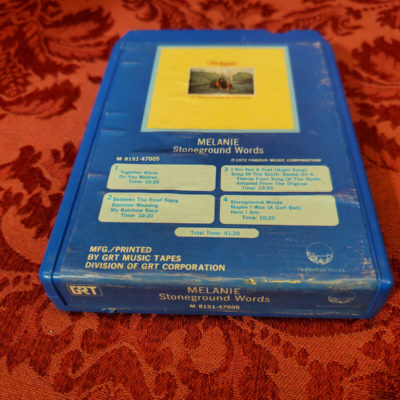 MELANIE
Stoneground Words
M 8151-47005
℗ 1972 FAMOUS MUSIC CORPORATION
1
Together Alone
Do You Believe
Time: 10:20
2
Between The Road Signs
Summer Weaving
My Rainbow Race
Time: 10:20
3
I Am Not A Poet (Night Song)
Song Of The South, Based On A
Theme From Song Of The North,
Adapted From The Original
Time: 10:20
4
Stoneground Words
Maybe I Was (A Golf Ball)
Here I Am
Time: 10:26
Total Time: 41:29
MFG./PRINTED
BY GRT MUSIC TAPES
DIVISION OF GRT CORPORATION
Neighborhood Records
GRT
MELANIE
Stoneground Words
M 8151-47005